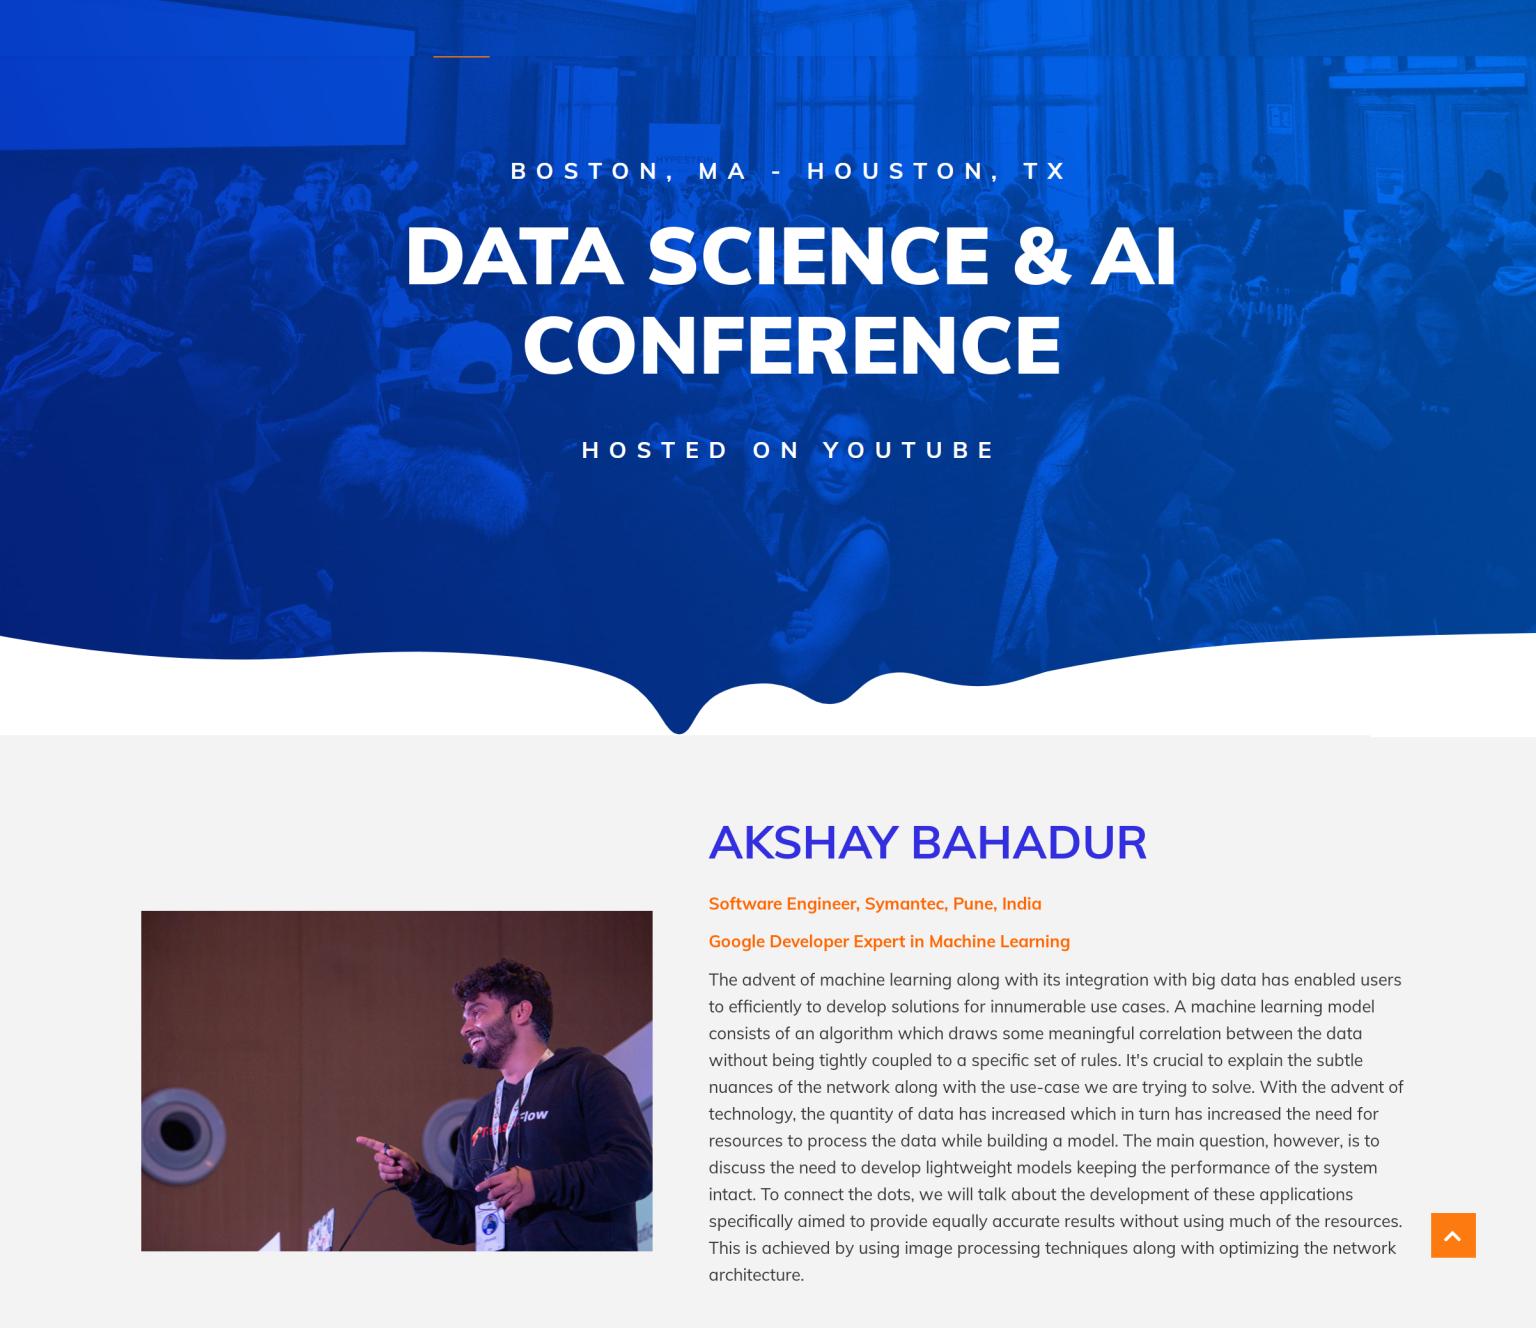 BOSTON, MA - HOUSTON, TX
DATA SCIENCE & AI
CONFERENCE
HOSTED ON YOUTUBE
AKSHAY BAHADUR
Software Engineer, Symantec, Pune, India
Google Developer Expert in Machine Learning
The advent of machine learning along with its integration with big data has enabled users
to efficiently to develop solutions for innumerable use cases. A machine learning model
consists of an algorithm which draws some meaningful correlation between the data
without being tightly coupled to a specific set of rules. It's crucial to explain the subtle
nuances of the network along with the use-case we are trying to solve. With the advent of
technology, the quantity of data has increased which in turn has increased the need for
resources to process the data while building a model. The main question, however, is to
discuss the need to develop lightweight models keeping the performance of the system
intact. To connect the dots, we will talk about the development of these applications
specifically aimed to provide equally accurate results without using much of the resources.
This is achieved by using image processing techniques along with optimizing the network
architecture.